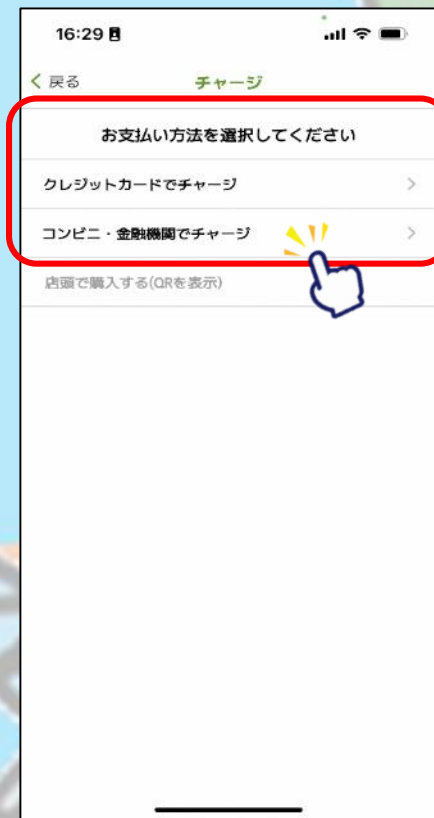 16:29
戻る
チャージ
お支払い方法を選択してください
クレジットカードでチャージ
コンビニ・金融機関でチャージ
店頭で購入する(QRを表示)